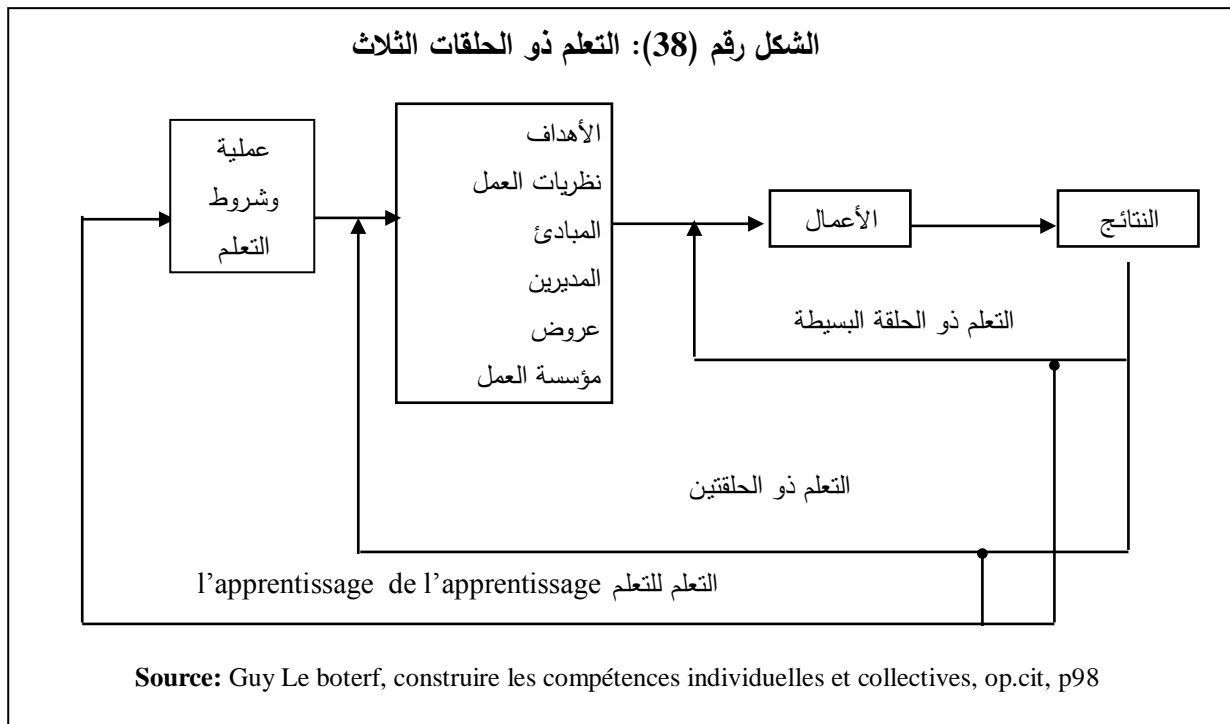 الشكل رقم (38): التعلم ذو الحلقات الثلاث
عملية
وشروط
التعلم
الأهداف
نظريات العمل
المبادئ
المديرين
عروض
مؤسسة العمل
الأعمال
النتائج
التعلم ذو الحلقة البسيطة
التعلم ذو الحلقتين
التعلم للتعلم l’apprentissage de l’apprentissage
Source: Guy Le boterf, construire les compétences individuelles et collectives, op.cit, p98